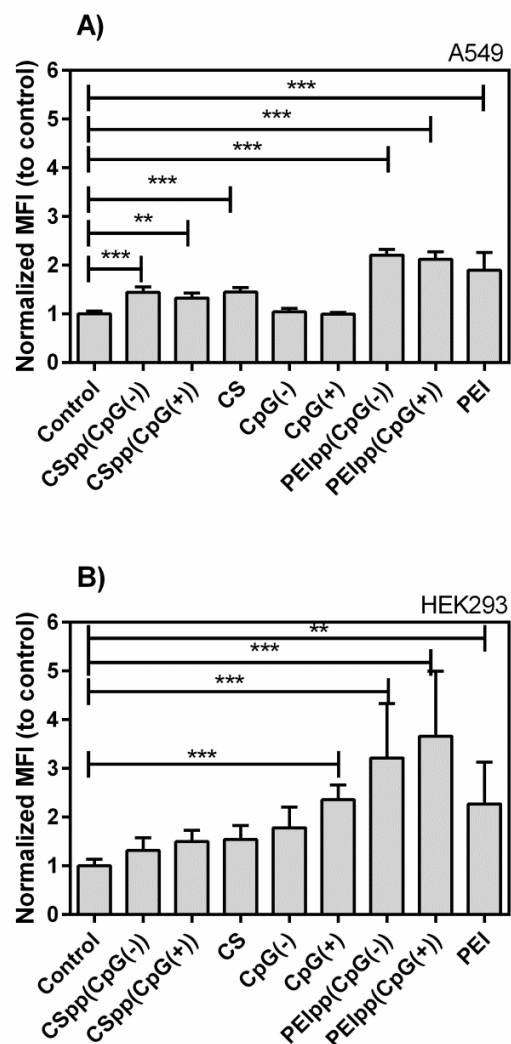 A)
A549
Normalized MFI (to control)
6
5
4
3
2
1
0
***
***
***
***
**
***
Control
CSpp(CpG(-))
CSpp(CpG(+))
CS
CpG(-)
CpG(+)
PEIpp(CpG(-))
PEIpp(CpG(+))
PEI
B)
HEK293
Normalized MFI (to control)
6
5
4
3
2
1
0
**
***
***
***
Control
CSpp(CpG(-))
CSpp(CpG(+))
CS
CpG(-)
CpG(+)
PEIpp(CpG(-))
PEIpp(CpG(+))
PEI